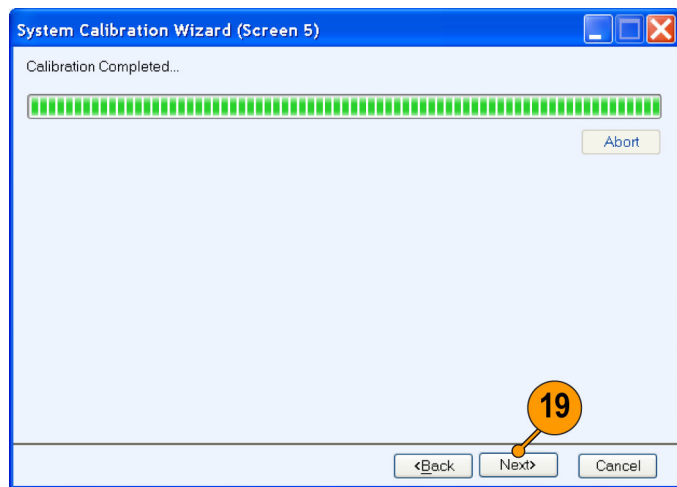 System Calibration Wizard (Screen 5)
Calibration Completed...
Abort
19
<Back Next> Cancel